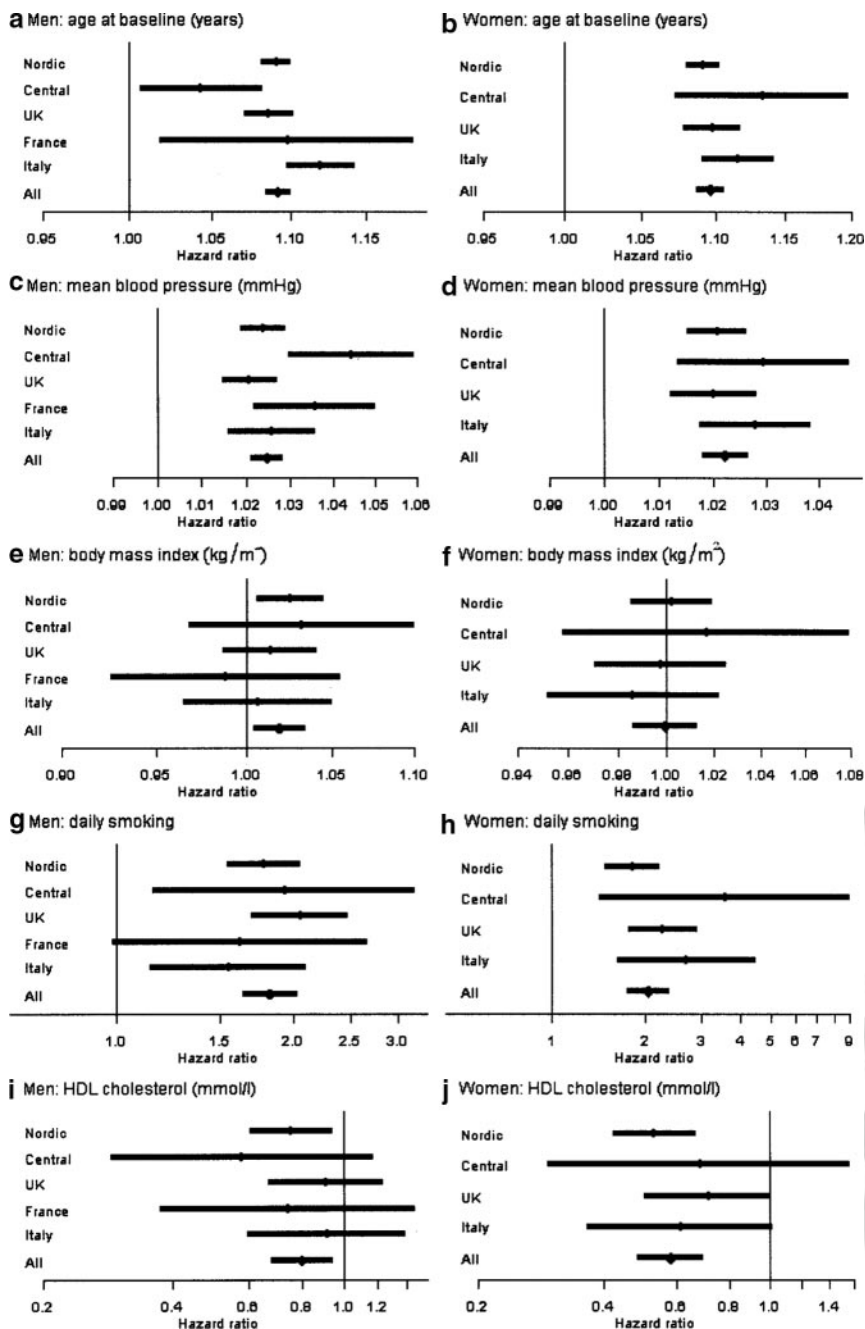 a Men: age at baseline (years)
Nordic
Central
UK
France
Italy
All
0.95 1.00 1.10 1.15
Hazard ratio
b Women: age at baseline (years)
Nordic
Central
UK
Italy
All
0.95 1.00 1.10 1.15 1.20
Hazard ratio
c Men: mean blood pressure (mmHg)
Nordic
Central
UK
France
Italy
All
0.99 1.00 1.01 1.02 1.03 1.04 1.05 1.06
Hazard ratio
d Women: mean blood pressure (mmHg)
Nordic
Central
UK
Italy
All
0.99 1.00 1.02 1.03 1.04
Hazard ratio
e Men: body mass index (kg/m⁻)
Nordic
Central
UK
France
Italy
All
0.90 0.95 1.00 1.05 1.10
Hazard ratio
f Women: body mass index (kg/m²)
Nordic
Central
UK
Italy
All
0.94 0.96 0.98 1.00 1.02 1.04 1.06 1.08
Hazard ratio
g Men: daily smoking
Nordic
Central
UK
France
Italy
All
1.0 1.5 2.0 2.5 3.0
Hazard ratio
h Women: daily smoking
Nordic
Central
UK
Italy
All
1 2 3 4 5 6 7 9
Hazard ratio
i Men: HDL cholesterol (mmol/l)
Nordic
Central
UK
France
Italy
All
0.2 0.4 0.6 0.8 1.0 1.2
Hazard ratio
j Women: HDL cholesterol (mmol/l)
Nordic
Central
UK
Italy
All
0.2 0.4 0.6 1.0 1.4
Hazard ratio